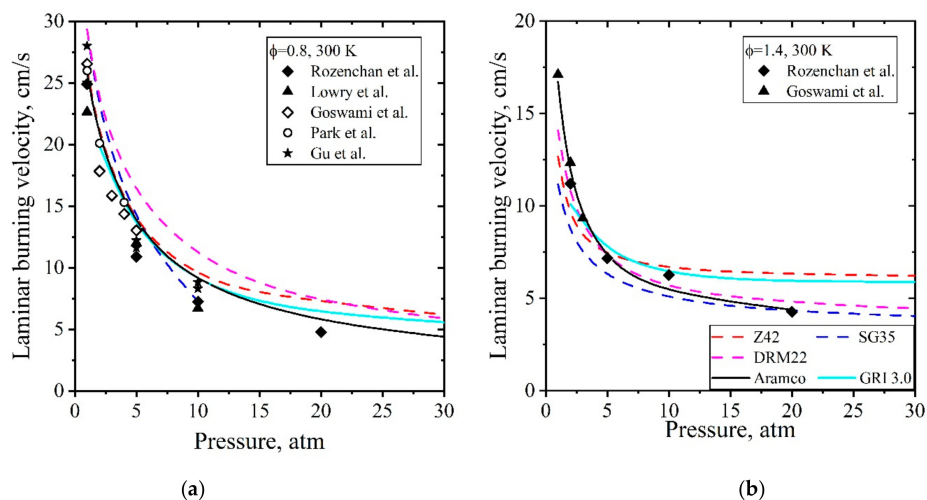 30
25
20
15
10
5
0
Laminar burning velocity, cm/s
ϕ=0.8, 300 K
Rozenchan et al.
Lowry et al.
Goswami et al.
Park et al.
Gu et al.
0 5 10 15 20 25 30
Pressure, atm
(a)
20
15
10
5
0
Laminar burning velocity, cm/s
ϕ=1.4, 300 K
Rozenchan et al.
Goswami et al.
Z42 SG35
DRM22
Aramco GRI 3.0
0 5 10 15 20 25 30
Pressure, atm
(b)